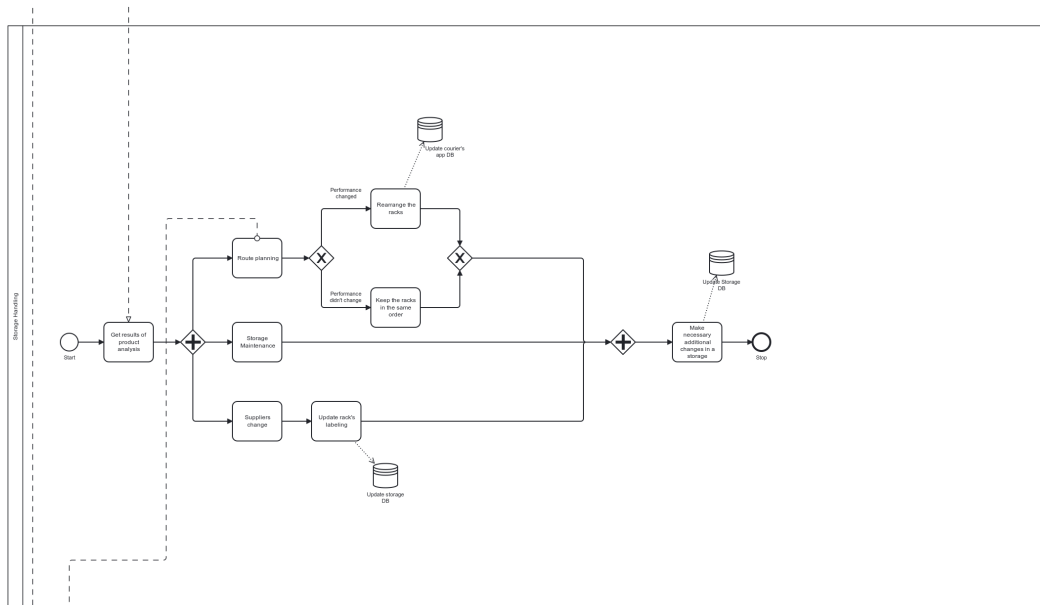 Storage Handling
Start
Get results of
product
analysis
Route planning
Performance
changed
Rearrange the
racks
Update courier's
app DB
Performance
didn't change
Keep the racks
in the same
order
Storage
Maintenance
Suppliers
change
Update rack's
labeling
Update storage
DB
Make
necessary
additional
changes in a
storage
Update Storage
DB
Stop